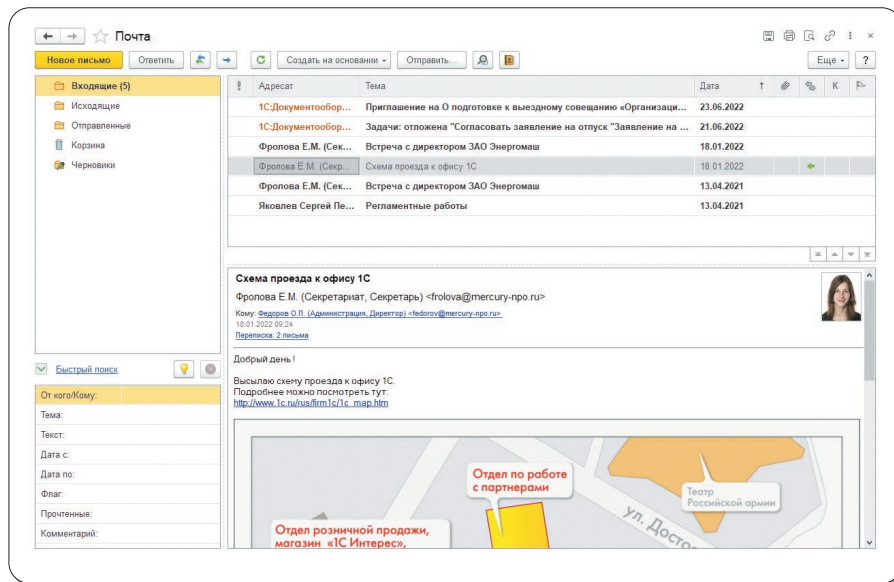 Почта
Новое письмо Ответить Создать на основании Отправить... Еще ?
Входящие (5)
Исходящие
Отправленные
Корзина
Черновики
Адресат Тема Дата К
1С:Документообор... Приглашение на О подготовке к выездному совещанию «Организаци... 23.06.2022
1С:Документообор... Задачи: отложена "Согласовать заявление на отпуск "Заявление на ... 21.06.2022
Фролова Е.М. (Сек... Встреча с директором ЗАО Энергомаш 18.01.2022
Фролова Е.М. (Секр... Схема проезда к офису 1С 18.01.2022
Фролова Е.М. (Сек... Встреча с директором ЗАО Энергомаш 13.04.2021
Яковлев Сергей Пе... Регламентные работы 13.04.2021
Быстрый поиск
От кого/Кому:
Тема:
Текст:
Дата с:
Дата по:
Флаг:
Прочтенные:
Комментарий:
Схема проезда к офису 1С
Фролова Е.М. (Секретариат, Секретарь) <frolova@mercury-npo.ru>
Кому: Федоров О.П. (Администрация, Директор) <fedorov@mercury-npo.ru>
18.01.2022 09:24
Переписка: 2 письма
Добрый день !
Высылаю схему проезда к офису 1С.
Подробнее можно посмотреть тут:
http://www.1c.ru/rus/firm1c/1c_map.htm
Отдел по работе
с партнерами
Театр
Российской армии
ул. Досто
Отдел розничной продажи,
магазин «1С Интерес»,